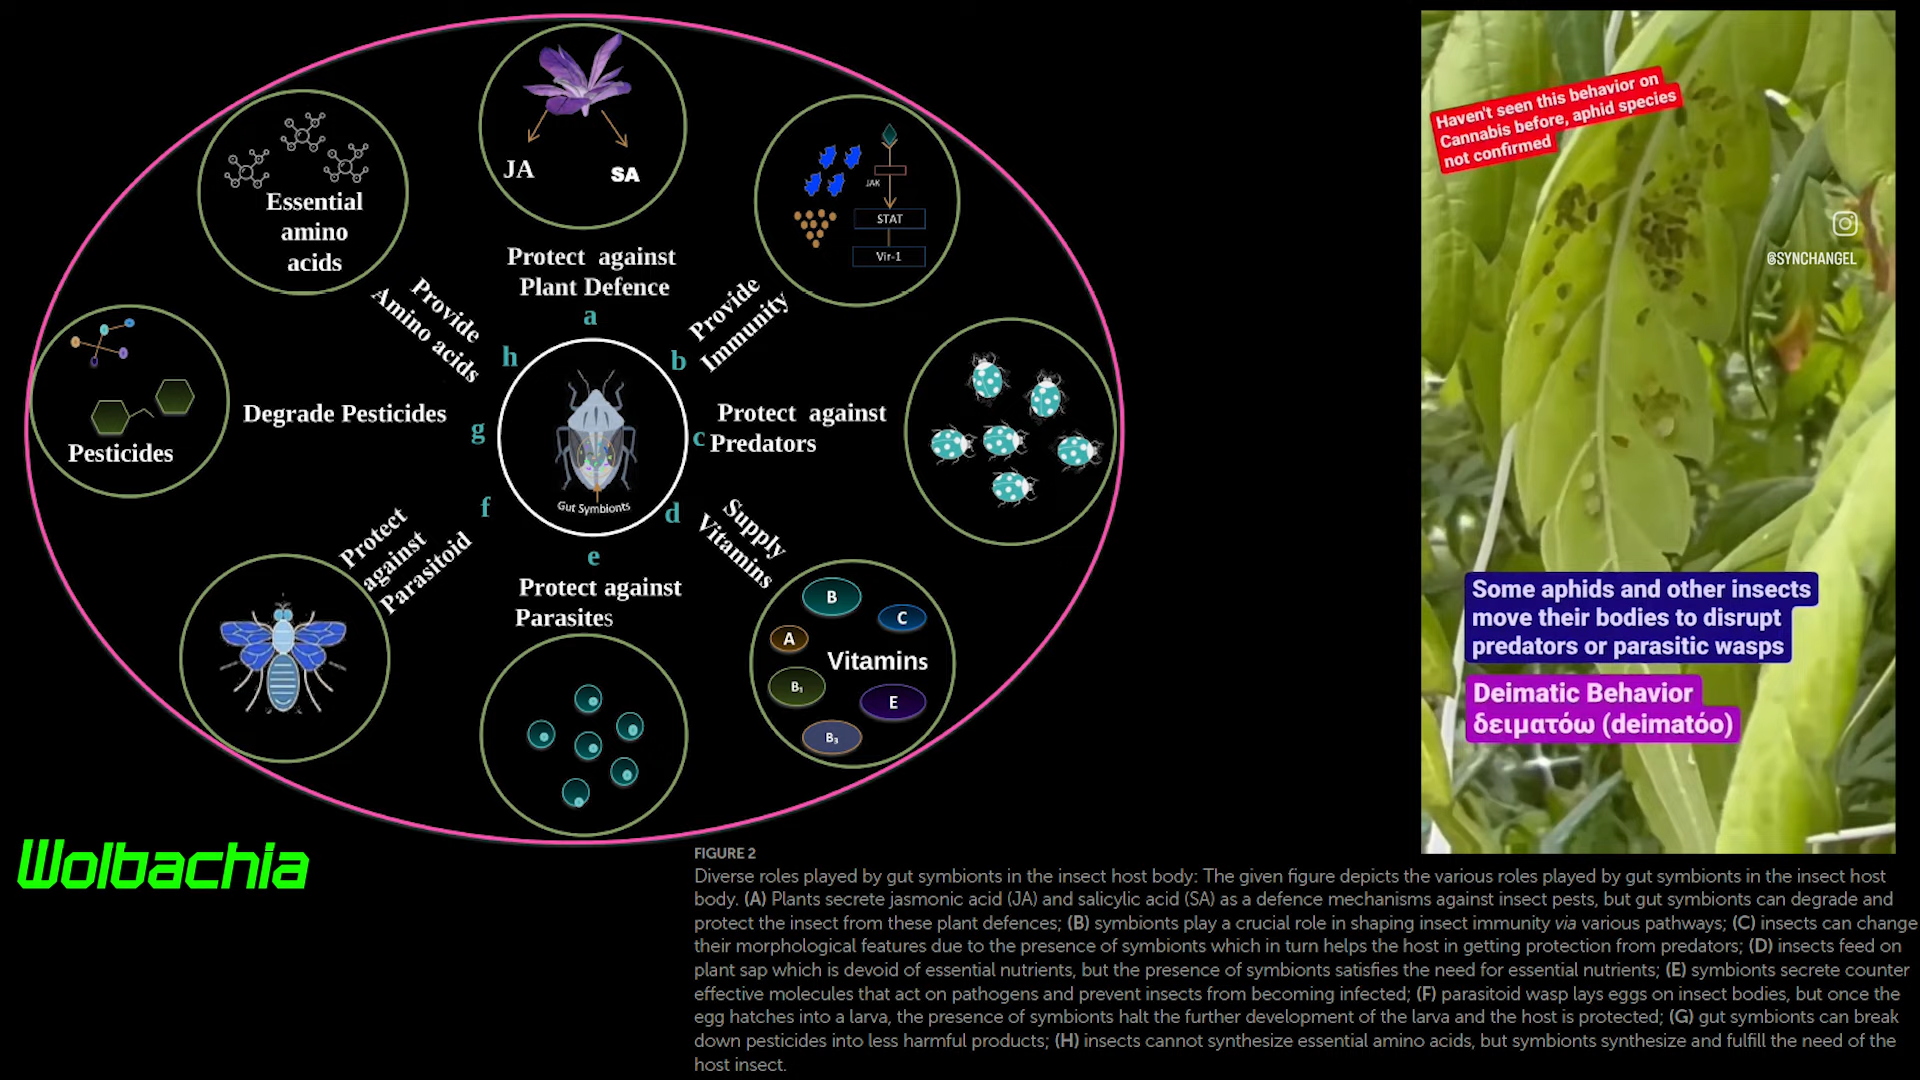 JA
SA
Essential
amino
acids
JAK
STAT
Vir-1
Protect against
Plant Defence
a
Provide
Immunity
b
Provide
Amino acids
h
Pesticides
Degrade Pesticides
g
Protect against
Predators
c
Gut Symbionts
Protect
against
Parasitoid
f
Supply
Vitamins
d
e
Protect against
Parasites
B
C
A
Vitamins
B₁
E
B₃
Wolbachia
Haven't seen this behavior on
Cannabis before, aphid species
not confirmed
@SYNCHANGEL
Some aphids and other insects
move their bodies to disrupt
predators or parasitic wasps
Deimatic Behavior
δειματόω (deimatóo)
FIGURE 2
Diverse roles played by gut symbionts in the insect host body: The given figure depicts the various roles played by gut symbionts in the insect host
body. (A) Plants secrete jasmonic acid (JA) and salicylic acid (SA) as a defence mechanisms against insect pests, but gut symbionts can degrade and
protect the insect from these plant defences; (B) symbionts play a crucial role in shaping insect immunity via various pathways; (C) insects can change
their morphological features due to the presence of symbionts which in turn helps the host in getting protection from predators; (D) insects feed on
plant sap which is devoid of essential nutrients, but the presence of symbionts satisfies the need for essential nutrients; (E) symbionts secrete counter
effective molecules that act on pathogens and prevent insects from becoming infected; (F) parasitoid wasp lays eggs on insect bodies, but once the
egg hatches into a larva, the presence of symbionts halt the further development of the larva and the host is protected; (G) gut symbionts can break
down pesticides into less harmful products; (H) insects cannot synthesize essential amino acids, but symbionts synthesize and fulfill the need of the
host insect.